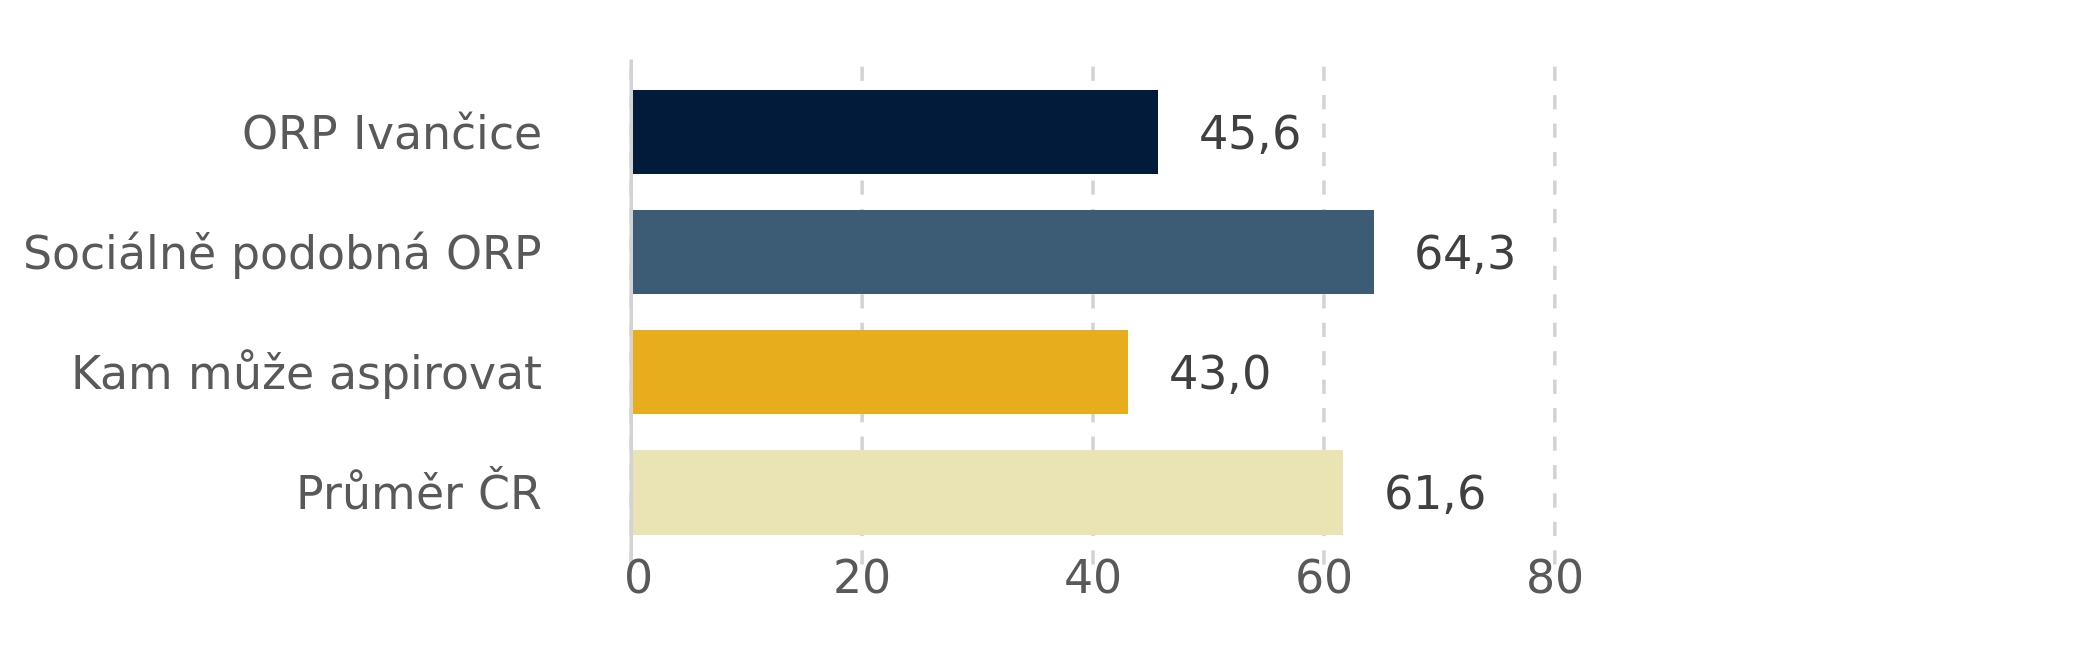 ORP Ivančice 45,6
Sociálně podobná ORP 64,3
Kam může aspirovat 43,0
Průměr ČR 61,6
0 20 40 60 80